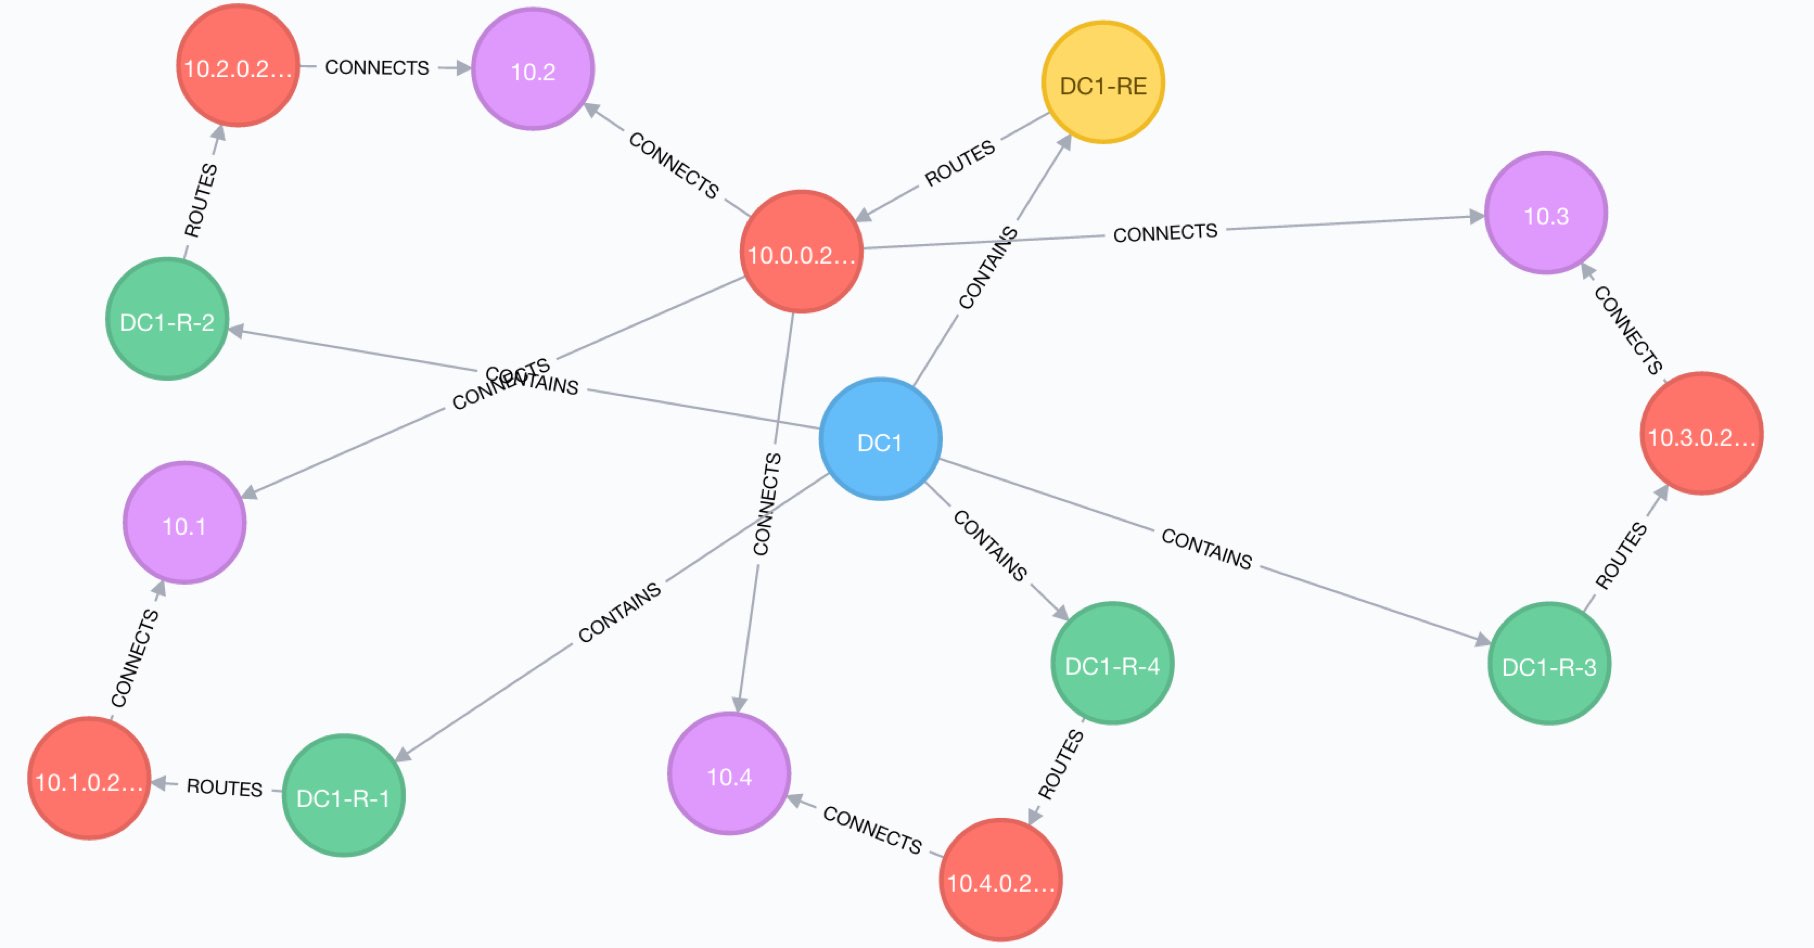 10.2.0.2...
CONNECTS
10.2
DC1-RE
CONNECTS
ROUTES
ROUTES
10.3
10.0.0.2...
CONNECTS
CONTAINS
DC1-R-2
CONNECTS
CONTAINS
CONNECTS
DC1
10.3.0.2...
CONNECTS
10.1
CONTAINS
CONTAINS
ROUTES
CONTAINS
CONNECTS
DC1-R-4
DC1-R-3
10.1.0.2...
ROUTES
DC1-R-1
10.4
ROUTES
CONNECTS
10.4.0.2...